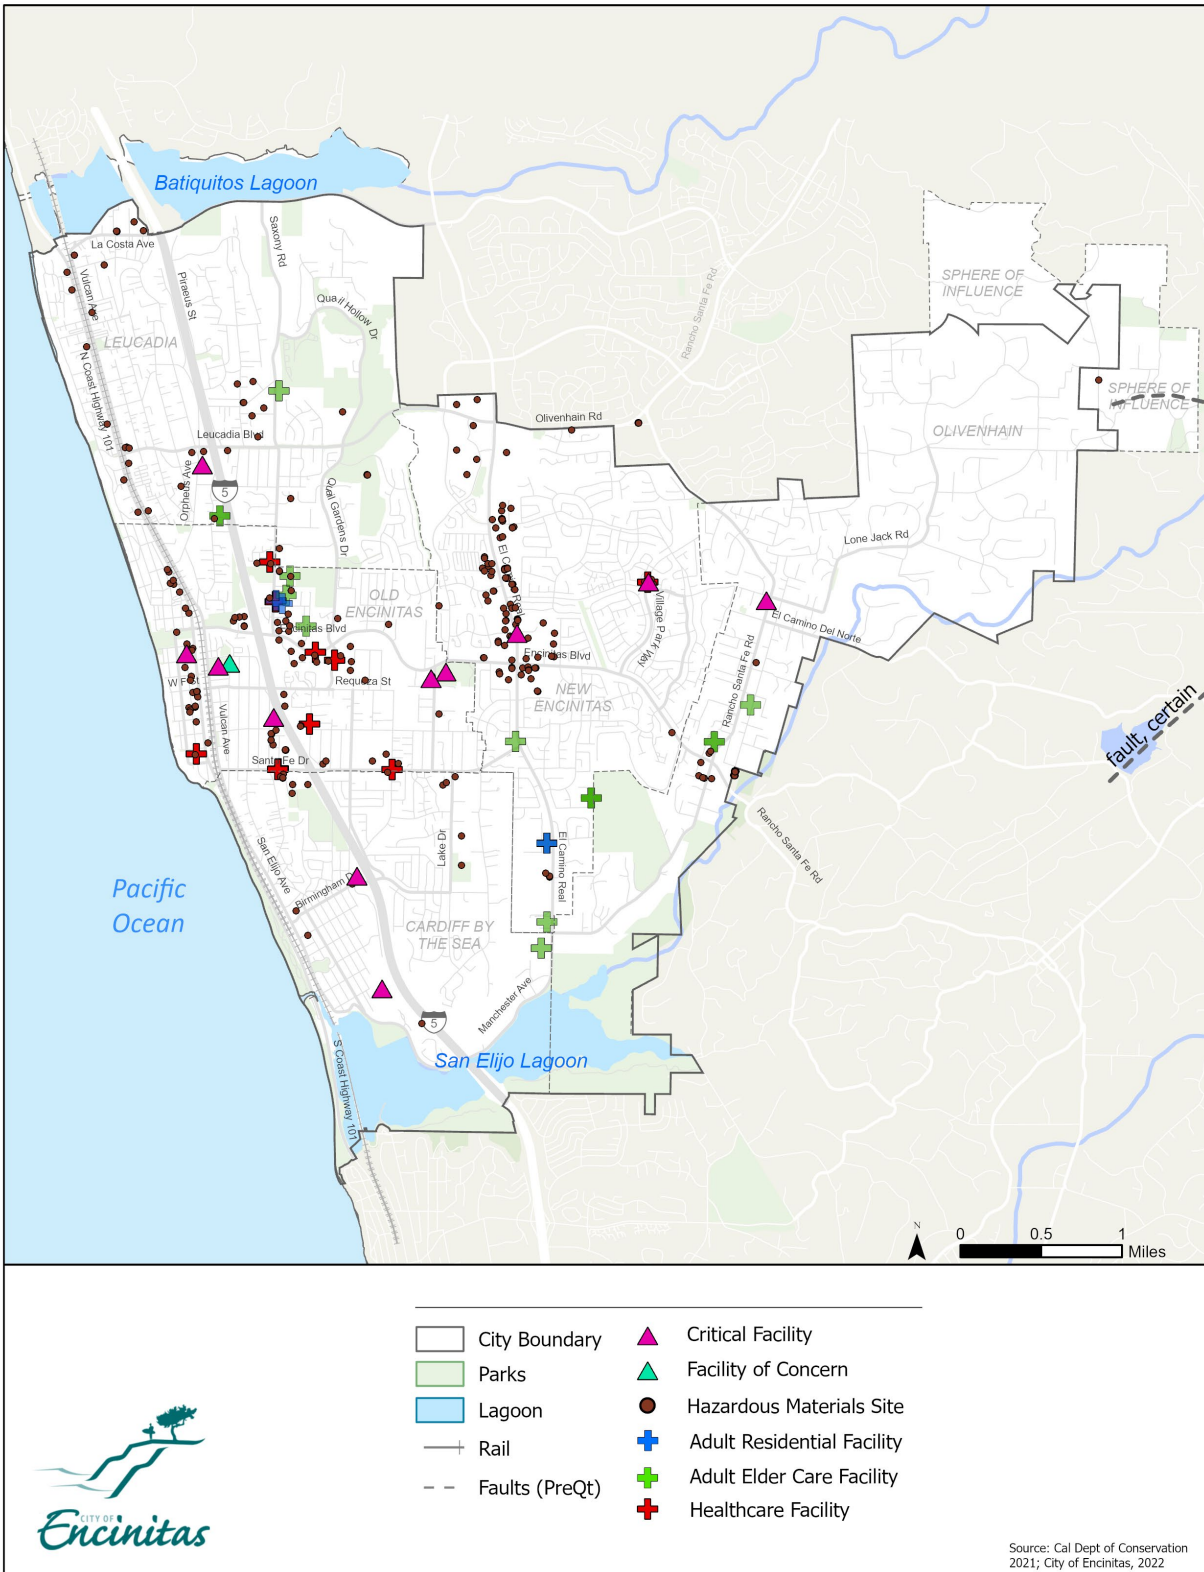 Batiquitos Lagoon
La Costa Ave
Saxony Rd
Vulcan Ave
Piraeus St
Quail Hollow Dr
Rancho Santa Fe Rd
SPHERE OF
INFLUENCE
LEUCADIA
N Coast Highway 101
SPHERE OF
INFLUENCE
Olivenhain Rd
Leucadia Blvd
OLIVENHAIN
Orpheus Ave
5
Quail Gardens Dr
El Camino Real
Lone Jack Rd
OLD
ENCINITAS
Village Park Way
El Camino Del Norte
Encinitas Blvd
Encinitas Blvd
W F St
Requeza St
Rancho Santa Fe Rd
NEW
ENCINITAS
Vulcan Ave
fault, certain
Santa Fe Dr
San Elijo Ave
Lake Dr
El Camino Real
Rancho Santa Fe Rd
Birmingham Dr
Pacific
Ocean
CARDIFF BY
THE SEA
Manchester Ave
5
San Elijo Lagoon
S Coast Highway 101
N
0 0.5 1
Miles
City Boundary
Parks
Lagoon
Rail
Faults (PreQt)
Critical Facility
Facility of Concern
Hazardous Materials Site
Adult Residential Facility
Adult Elder Care Facility
Healthcare Facility
CITY OF
Encinitas
Source: Cal Dept of Conservation
2021; City of Encinitas, 2022